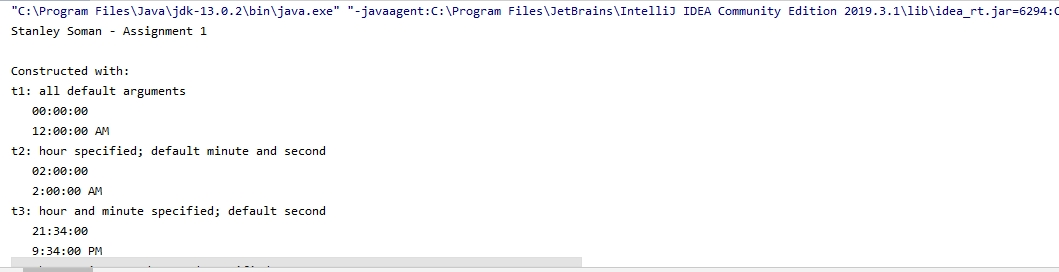 "C:\Program Files\Java\jdk-13.0.2\bin\java.exe" "-javaagent:C:\Program Files\JetBrains\IntelliJ IDEA Community Edition 2019.3.1\lib\idea_rt.jar=6294:C
Stanley Soman - Assignment 1
Constructed with:
t1: all default arguments
00:00:00
12:00:00 AM
t2: hour specified; default minute and second
02:00:00
2:00:00 AM
t3: hour and minute specified; default second
21:34:00
9:34:00 PM